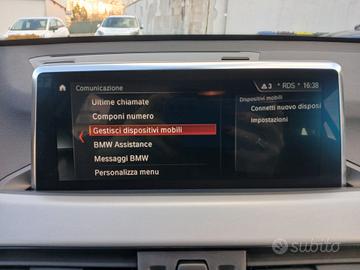 Comunicazione
3 * RDS 16:38
Ultime chiamate
Componi numero
Gestisci dispositivi mobili
BMW Assistance
Messaggi BMW
Personalizza menu
Dispositivi mobili
Connetti nuovo disposi
Impostazioni
subito